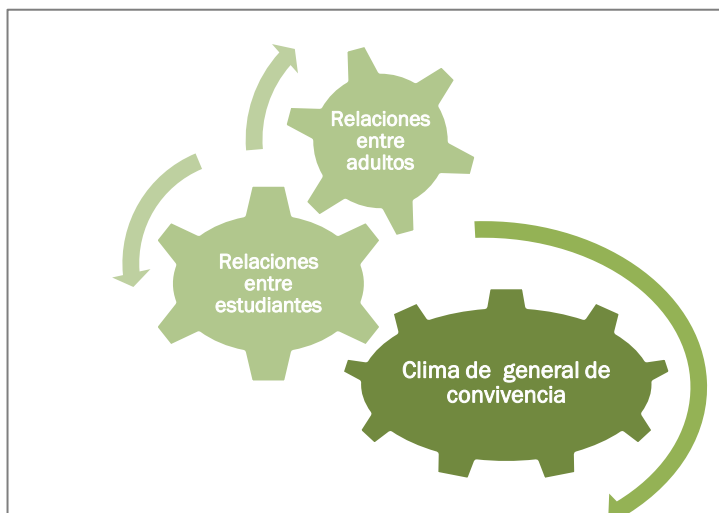 Relaciones
entre
adultos
Relaciones
entre
estudiantes
Clima de  general de
convivencia